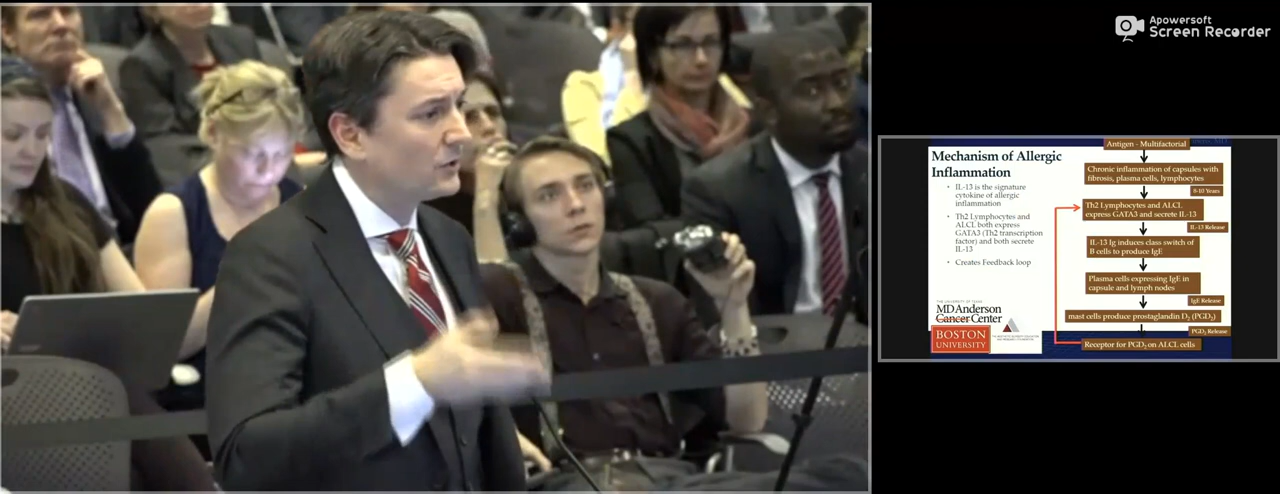 Apowersoft
Screen Recorder
Mechanism of Allergic
Inflammation
• IL-13 is the signature
cytokine of allergic
inflammation
• Th2 Lymphocytes and
ALCL both express
GATA3 (Th2 transcription
factor) and both secrete
IL-13
• Creates Feedback loop
THE UNIVERSITY OF TEXAS
MD Anderson
Cancer Center
BOSTON
UNIVERSITY
Antigen - Multifactorial
Chronic inflammation of capsules with
fibrosis, plasma cells, lymphocytes
8-10 Years
Th2 Lymphocytes and ALCL
express GATA3 and secrete IL-13
IL-13 Release
IL-13 Ig induces class switch of
B cells to produce IgE
Plasma cells expressing IgE in
capsule and lymph nodes
IgE Release
mast cells produce prostaglandin D₂ (PGD₂)
PGD₂ Release
Receptor for PGD₂ on ALCL cells